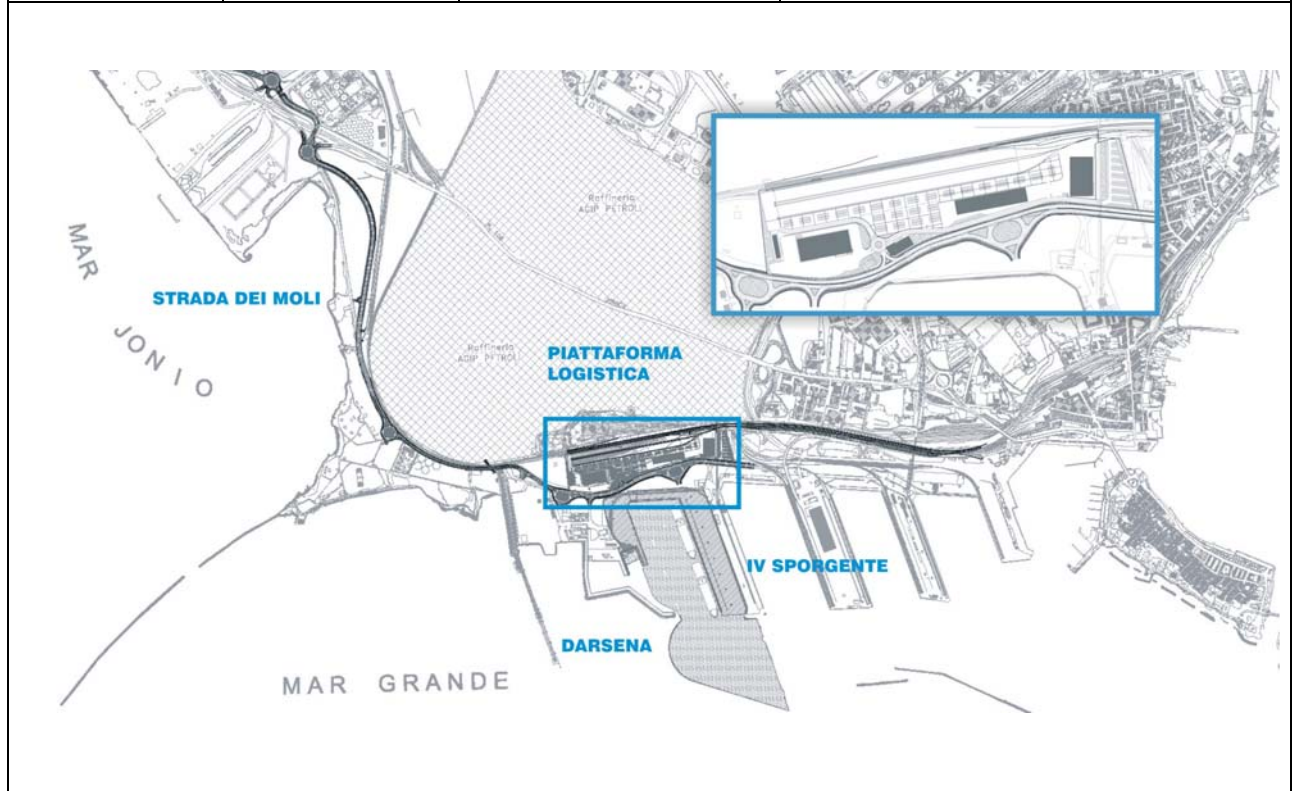 Raffineria
AGIP PETROLI
MAR
JONIO
STRADA DEI MOLI
Raffineria
AGIP PETROLI
PIATTAFORMA
LOGISTICA
IV SPORGENTE
DARSENA
MAR GRANDE